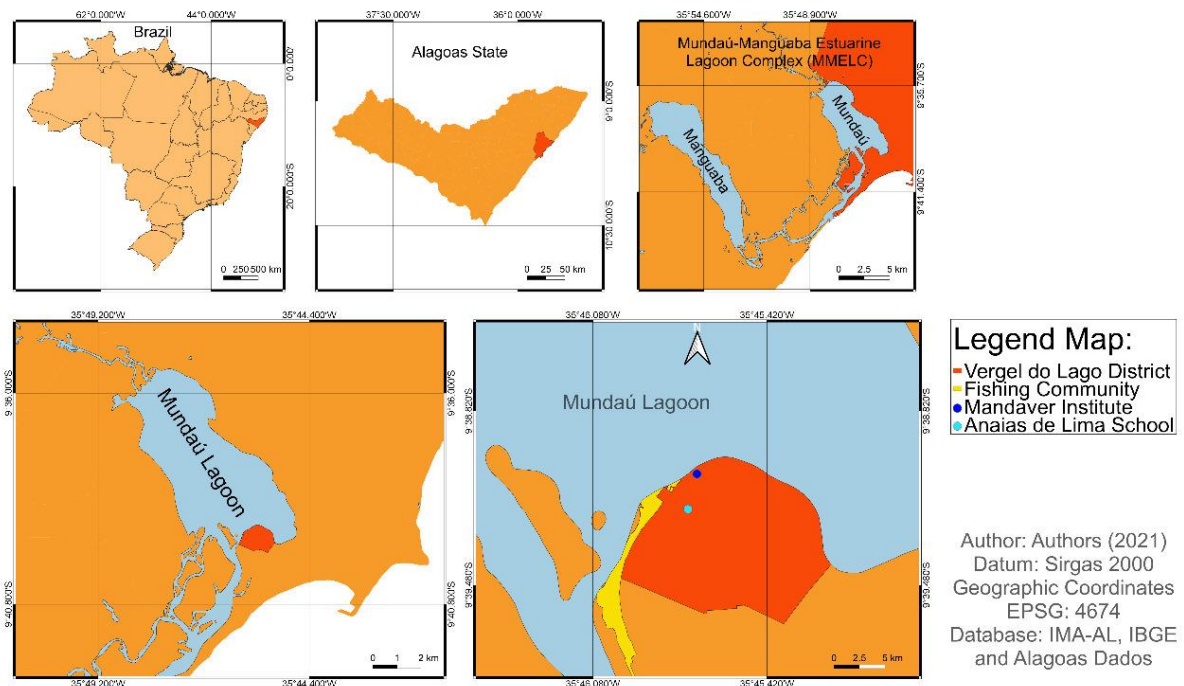 62°0.000'W 44°0.000'W
Brazil
0°0.000'
20°0.000'S
0 250500 km
37°30.000'W 36°0.000'W
Alagoas State
9°0.000'S
10°30.000'S
0 25 50 km
35°54.600'W 35°48.900'W
Mundaú-Manguaba Estuarine
Lagoon Complex (MMELC)
9°35.700'S
Mundaú
Manguaba
9°41.400'S
0 2.5 5 km
35°49.200'W 35°44.400'W
9°36.000'S
Mundaú Lagoon
9°40.800'S
0 1 2 km
35°49.200'W 35°44.400'W
35°46.080'W 35°45.420'W
N
Mundaú Lagoon
9°38.820'S 9°38.820'S
9°39.480'S 9°39.480'S
0 2.5 5 km
35°46.080'W 35°45.420'W
Legend Map:
Vergel do Lago District
Fishing Community
Mandaver Institute
Anaias de Lima School
Author: Authors (2021)
Datum: Sirgas 2000
Geographic Coordinates
EPSG: 4674
Database: IMA-AL, IBGE
and Alagoas Dados